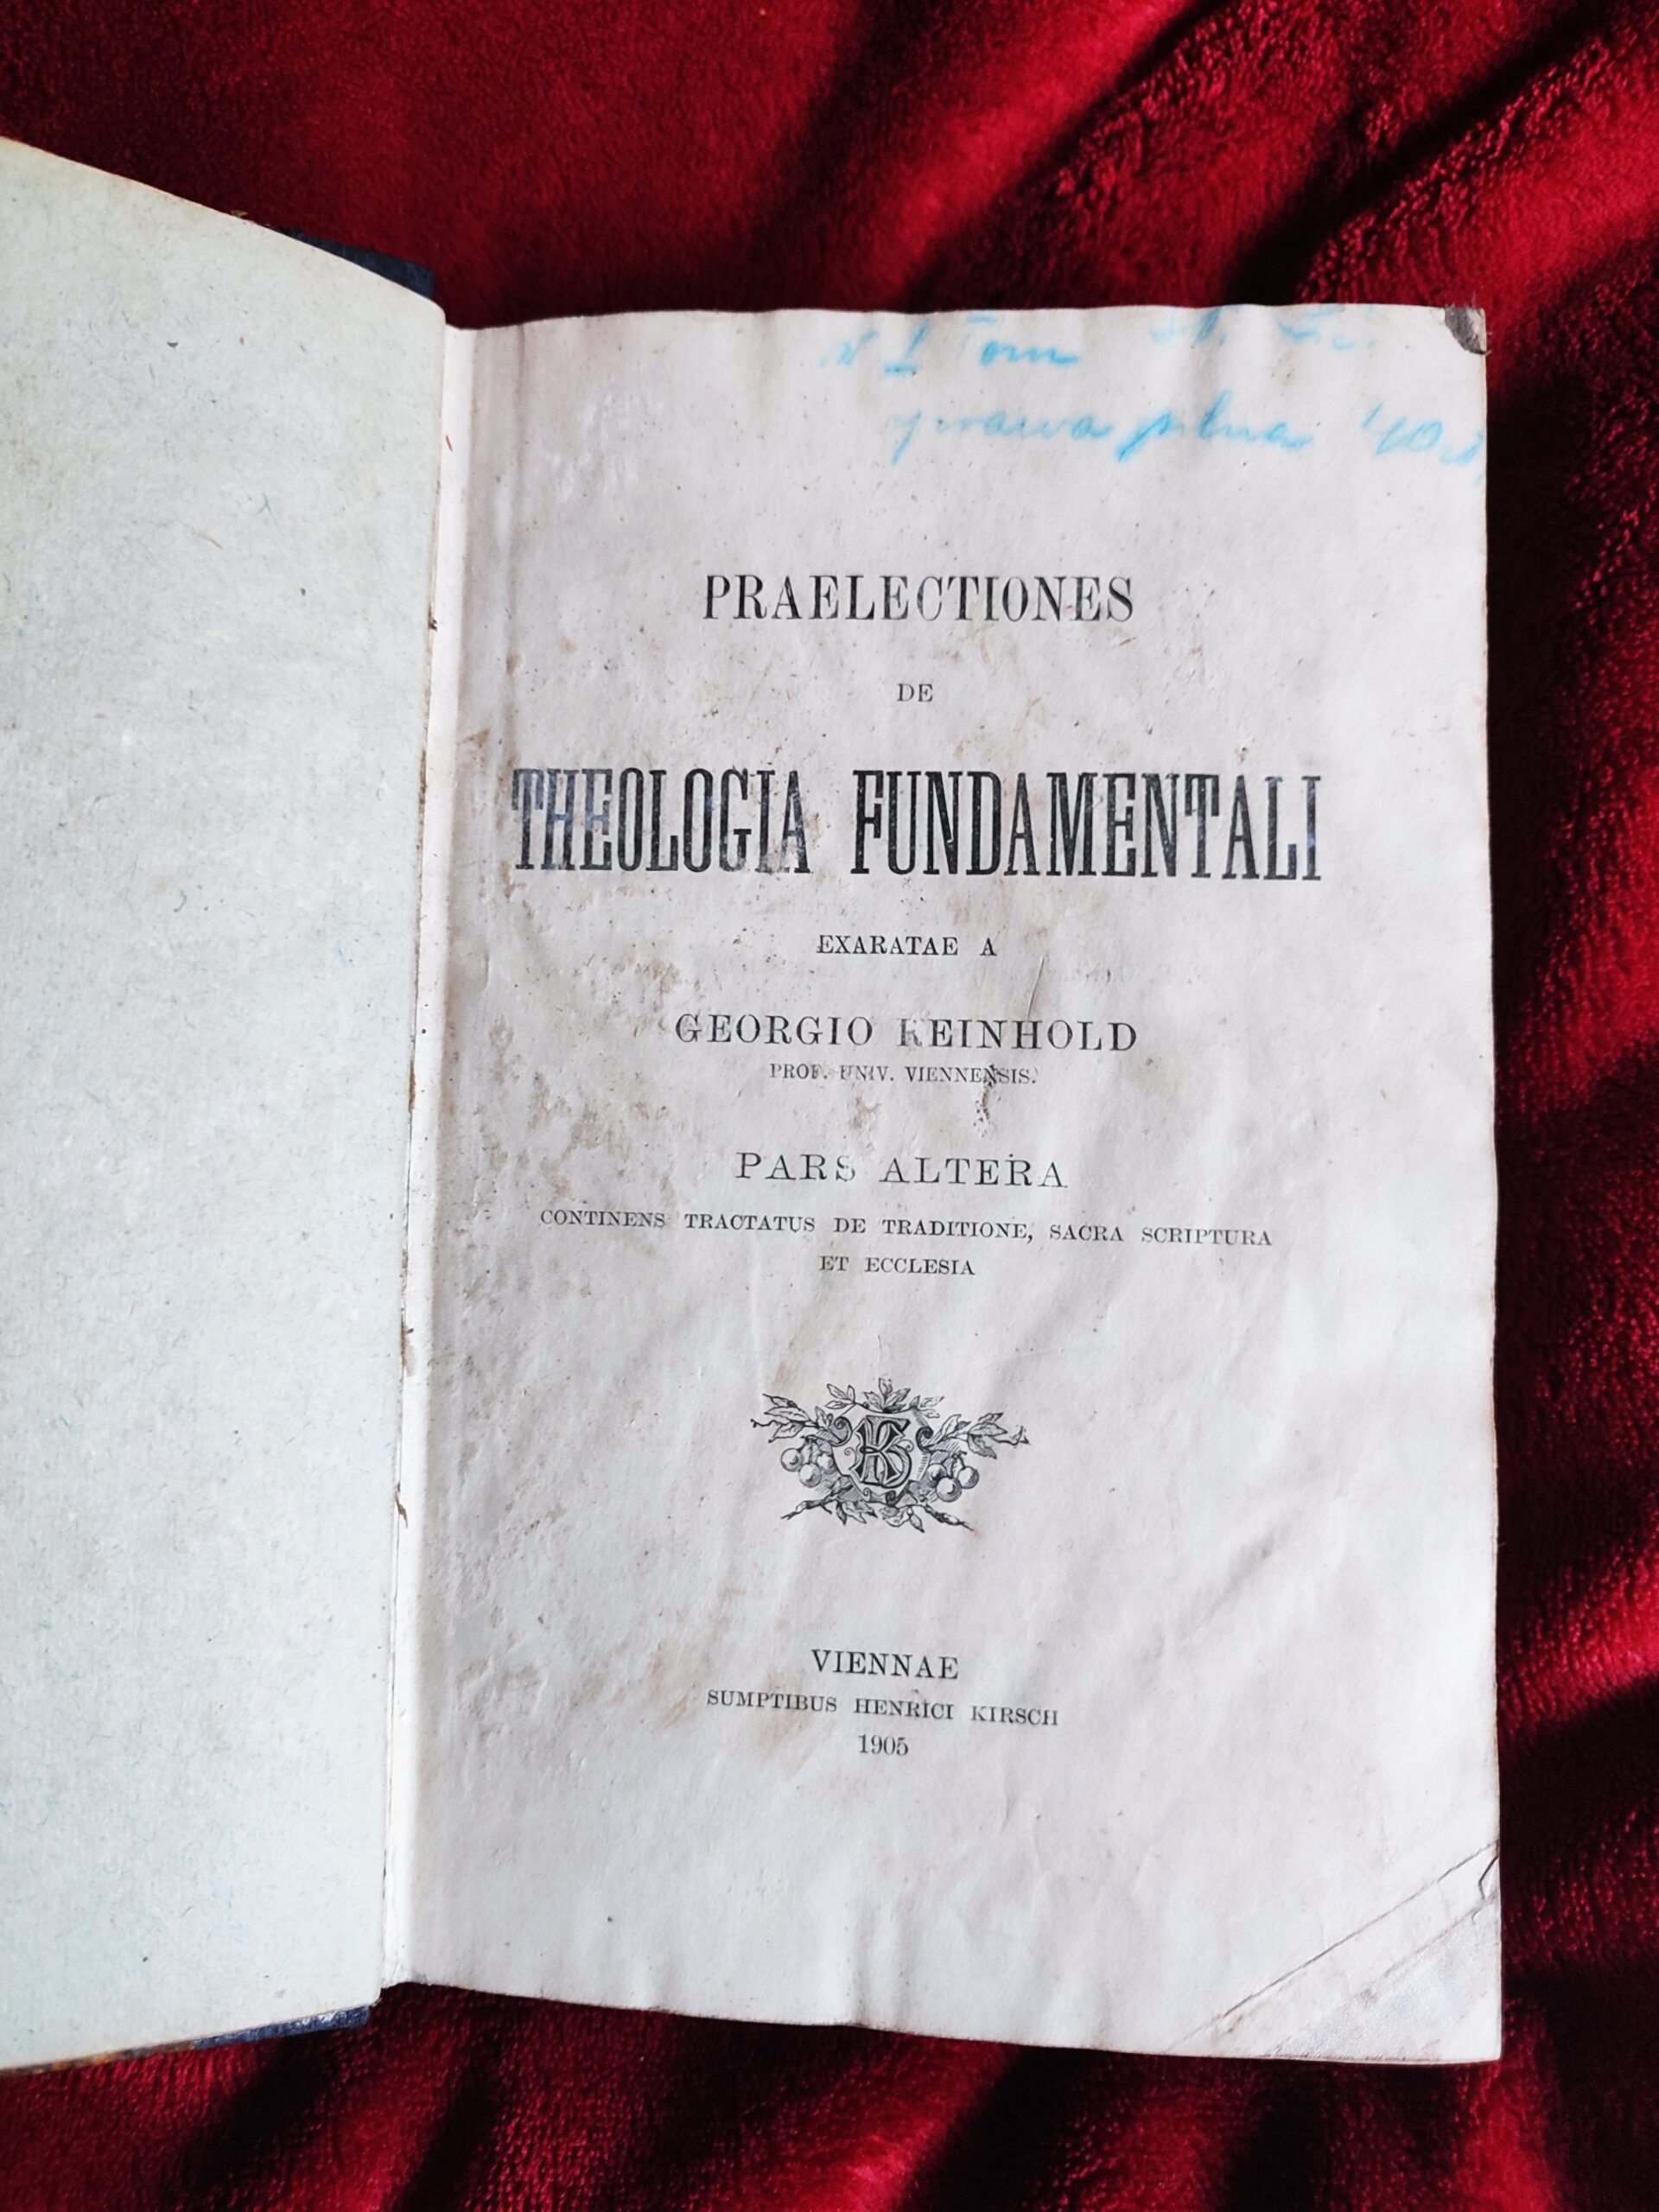 I Tom
PRAELECTIONES
DE
THEOLOGIA FUNDAMENTALI
EXARATAE A
GEORGIO REINHOLD
PROF. UNIV. VIENNENSIS.
PARS ALTERA
CONTINENS TRACTATUS DE TRADITIONE, SACRA SCRIPTURA
ET ECCLESIA
VIENNAE
SUMPTIBUS HENRICI KIRSCH
1905